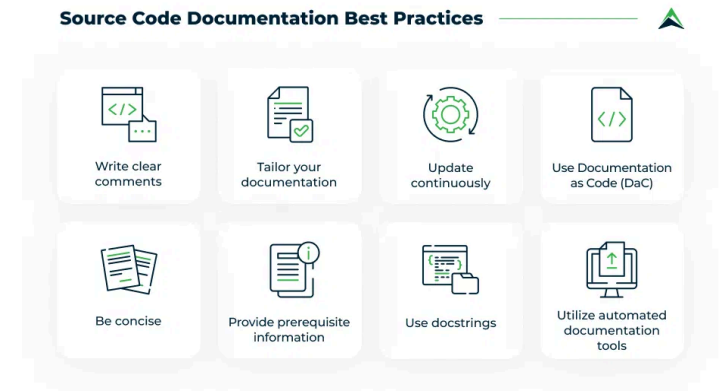 Source Code Documentation Best Practices
</>
Write clear
comments
Tailor your
documentation
Update
continuously
</>
Use Documentation
as Code (DaC)
Be concise
i
Provide prerequisite
information
{ }
Use docstrings
Utilize automated
documentation
tools